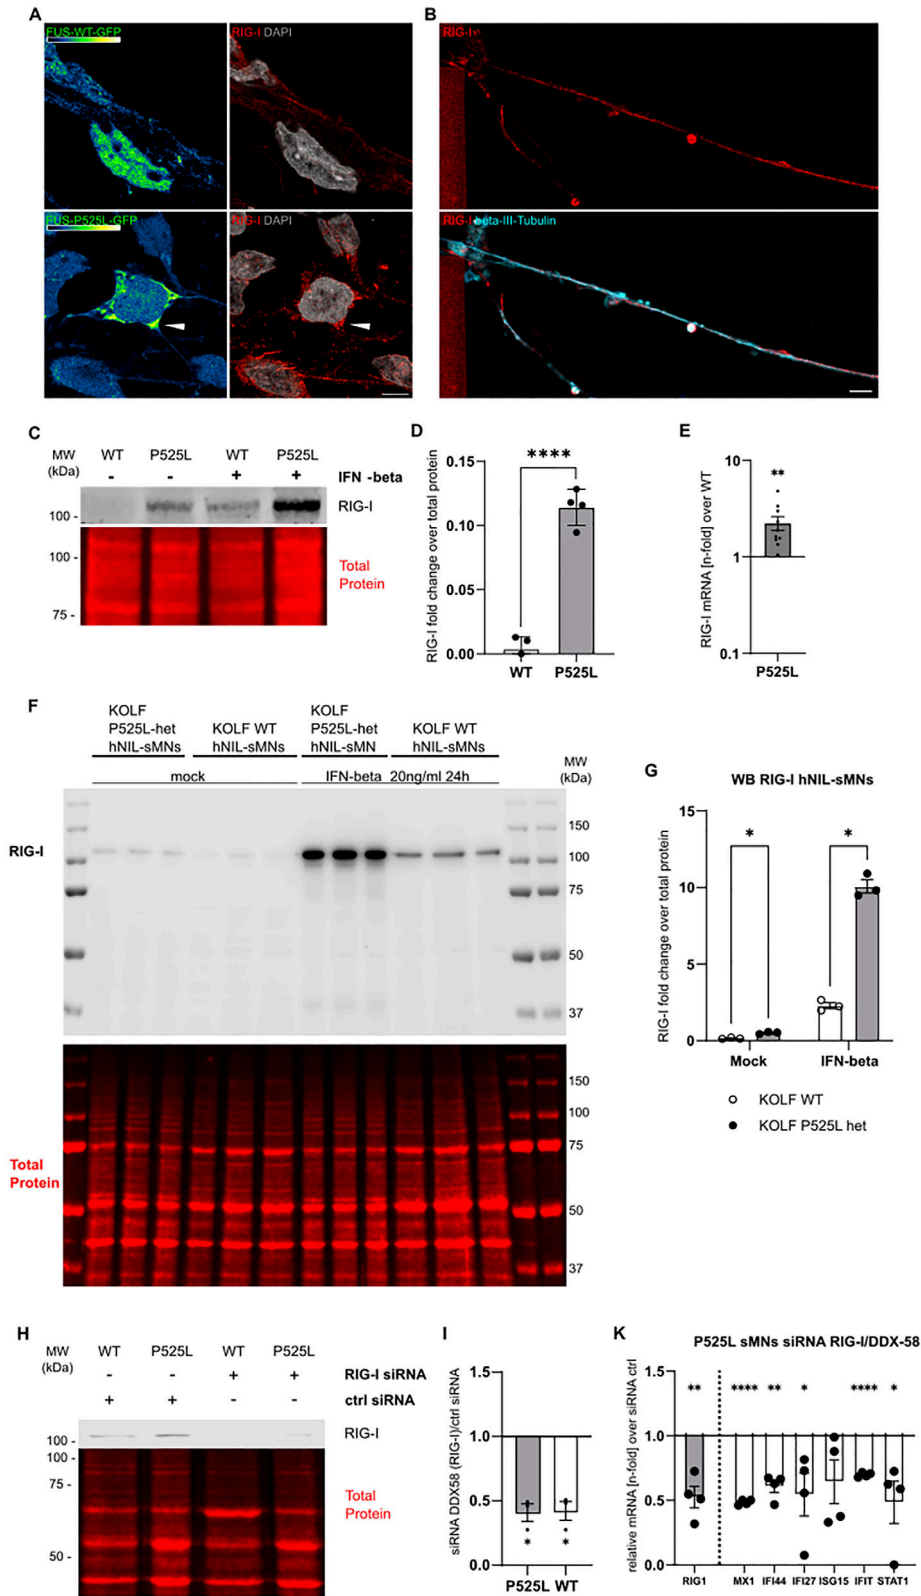 A
FUS-WT-GFP
RIG-I DAPI
FUS-P525L-GFP
RIG-I DAPI
B
RIG-I
RIG-I beta-III-Tubulin
C
MW
(kDa)
WT P525L WT P525L
- - + + IFN -beta
RIG-I
100 -
100 -
75 -
Total
Protein
D
RIG-I fold change over total protein
0.15
0.10
0.05
0.00
****
WT P525L
E
RIG-I mRNA [n-fold] over WT
10
1
0.1
**
P525L
F
KOLF
P525L-het
hNIL-sMNs
KOLF WT
hNIL-sMNs
KOLF
P525L-het
hNIL-sMN
KOLF WT
hNIL-sMNs
mock
IFN-beta 20ng/ml 24h
MW
(kDa)
RIG-I
150
100
75
50
37
Total
Protein
150
100
75
50
37
G
WB RIG-I hNIL-sMNs
RIG-I fold change over total protein
15
10
5
0
* *
Mock IFN-beta
KOLF WT
KOLF P525L het
H
MW
(kDa)
WT P525L WT P525L
- - + + RIG-I siRNA
+ + - - ctrl siRNA
RIG-I
100 -
100 -
75 -
50 -
Total
Protein
I
siRNA DDX58 (RIG-I)/ctrl siRNA
1.5
1.0
0.5
0.0
* *
P525L WT
K
P525L sMNs siRNA RIG-I/DDX-58
relative mRNA [n-fold] over siRNA ctrl
1.5
1.0
0.5
0.0
** **** ** * **** *
RIG1 MX1 IFI44 IFI27 ISG15 IFIT STAT1